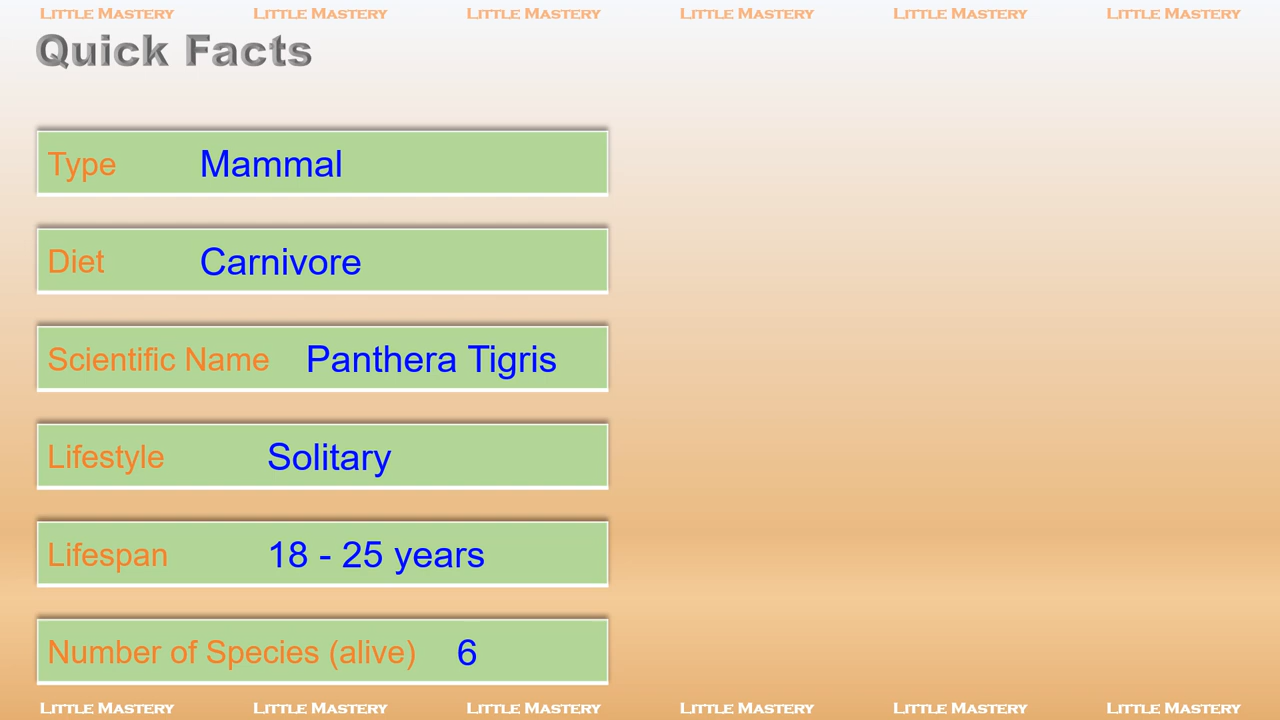 Little Mastery Little Mastery Little Mastery Little Mastery Little Mastery Little Mastery
Quick Facts
Type Mammal
Diet Carnivore
Scientific Name Panthera Tigris
Lifestyle Solitary
Lifespan 18 - 25 years
Number of Species (alive) 6
Little Mastery Little Mastery Little Mastery Little Mastery Little Mastery Little Mastery